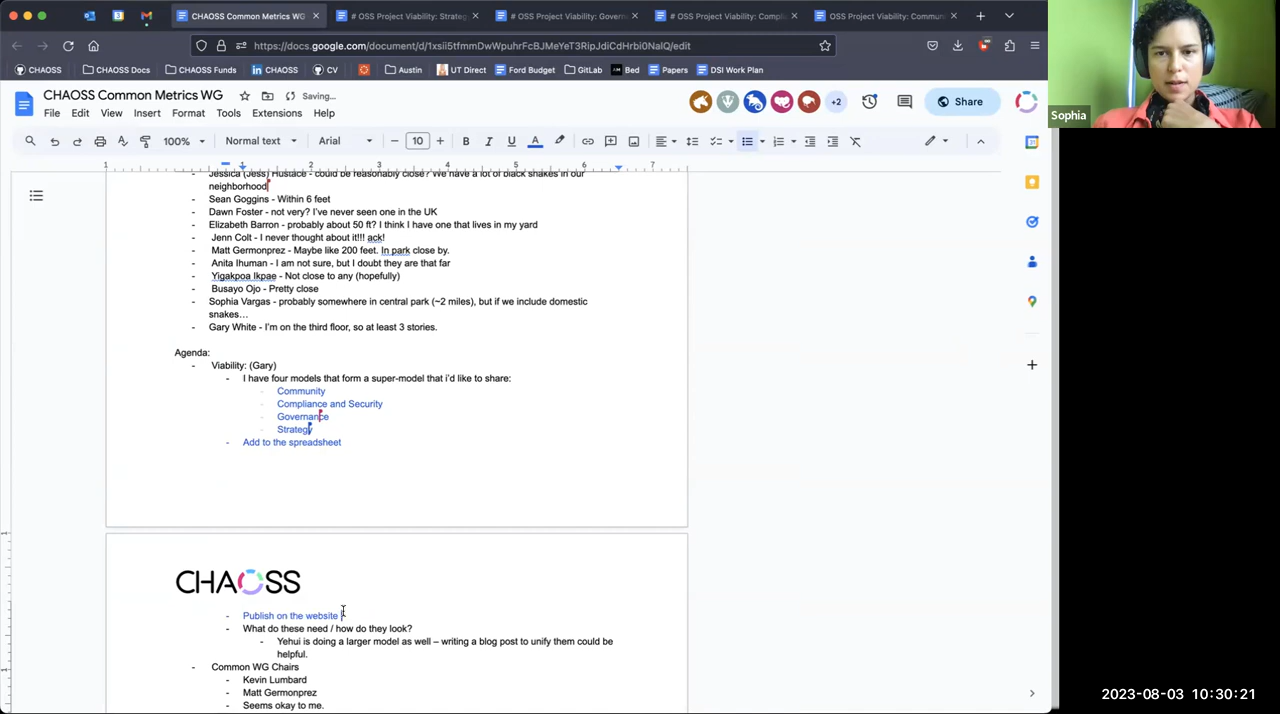 CHAOSS Common Metrics WG
# OSS Project Viability: Strateg
# OSS Project Viability: Govern
# OSS Project Viability: Compli
OSS Project Viability: Commun
https://docs.google.com/document/d/1xsii5tfmmDwWpuhrFcBJMeYeT3RipJdiCdHrbi0NalQ/edit
CHAOSS
CHAOSS Docs
CHAOSS Funds
CHAOSS
CV
Austin
UT Direct
Ford Budget
GitLab
Bed
Papers
DSI Work Plan
Sophia
CHAOSS Common Metrics WG
Saving...
File Edit View Insert Format Tools Extensions Help
+2
Share
100%
Normal text
Arial
10
1 1 2 3 4 5 6 7
Jessica (Jess) Hustace - could be reasonably close? We have a lot of black snakes in our
neighborhood
- Sean Goggins - Within 6 feet
- Dawn Foster - not very? I've never seen one in the UK
- Elizabeth Barron - probably about 50 ft? I think I have one that lives in my yard
- Jenn Colt - I never thought about it!!! ack!
- Matt Germonprez - Maybe like 200 feet. In park close by.
- Anita Ihuman - I am not sure, but I doubt they are that far
- Yigakpoa Ikpae - Not close to any (hopefully)
- Busayo Ojo - Pretty close
- Sophia Vargas - probably somewhere in central park (~2 miles), but if we include domestic
snakes…
- Gary White - I'm on the third floor, so at least 3 stories.
Agenda:
- Viability: (Gary)
- I have four models that form a super-model that i'd like to share:
- Community
- Compliance and Security
- Governance
- Strategy
- Add to the spreadsheet
CHAOSS
- Publish on the website
- What do these need / how do they look?
- Yehui is doing a larger model as well – writing a blog post to unify them could be
helpful.
- Common WG Chairs
- Kevin Lumbard
- Matt Germonprez
- Seems okay to me.
2023-08-03 10:30:21